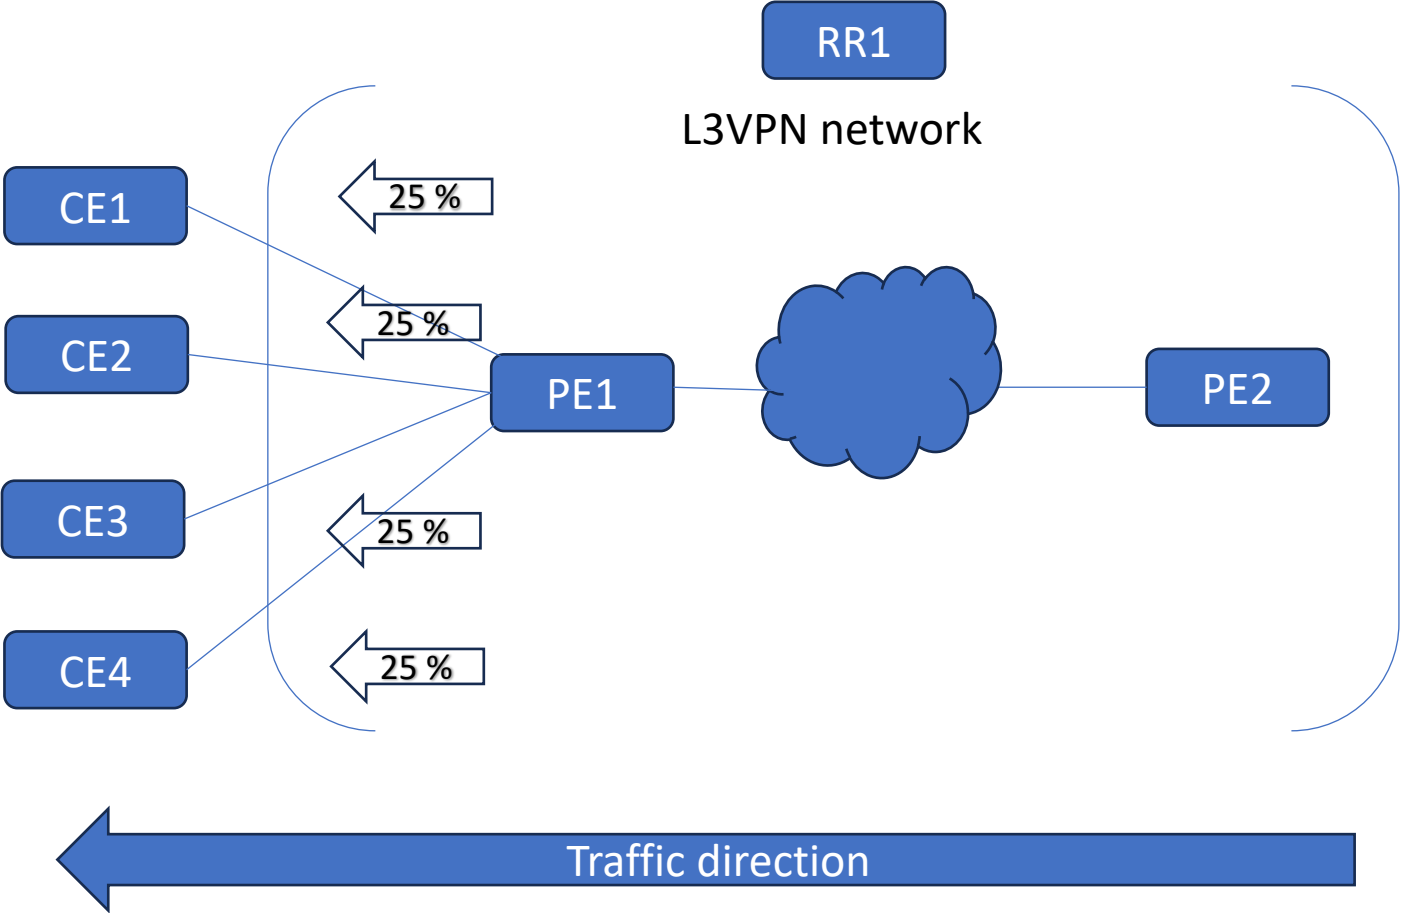 RR1
L3VPN network
25 %
CE1
25 %
CE2
PE1
PE2
25 %
CE3
25 %
CE4
Traffic direction